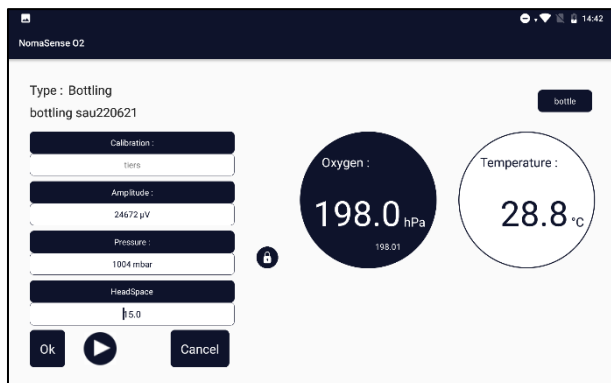 14:42
NomaSense O2
Type : Bottling
bottling sau220621
bottle
Calibration :
tiers
Amplitude :
24672 µV
Pressure :
1004 mbar
HeadSpace
15.0
Ok
Cancel
Oxygen :
198.0 hPa
198.01
Temperature :
28.8 °c